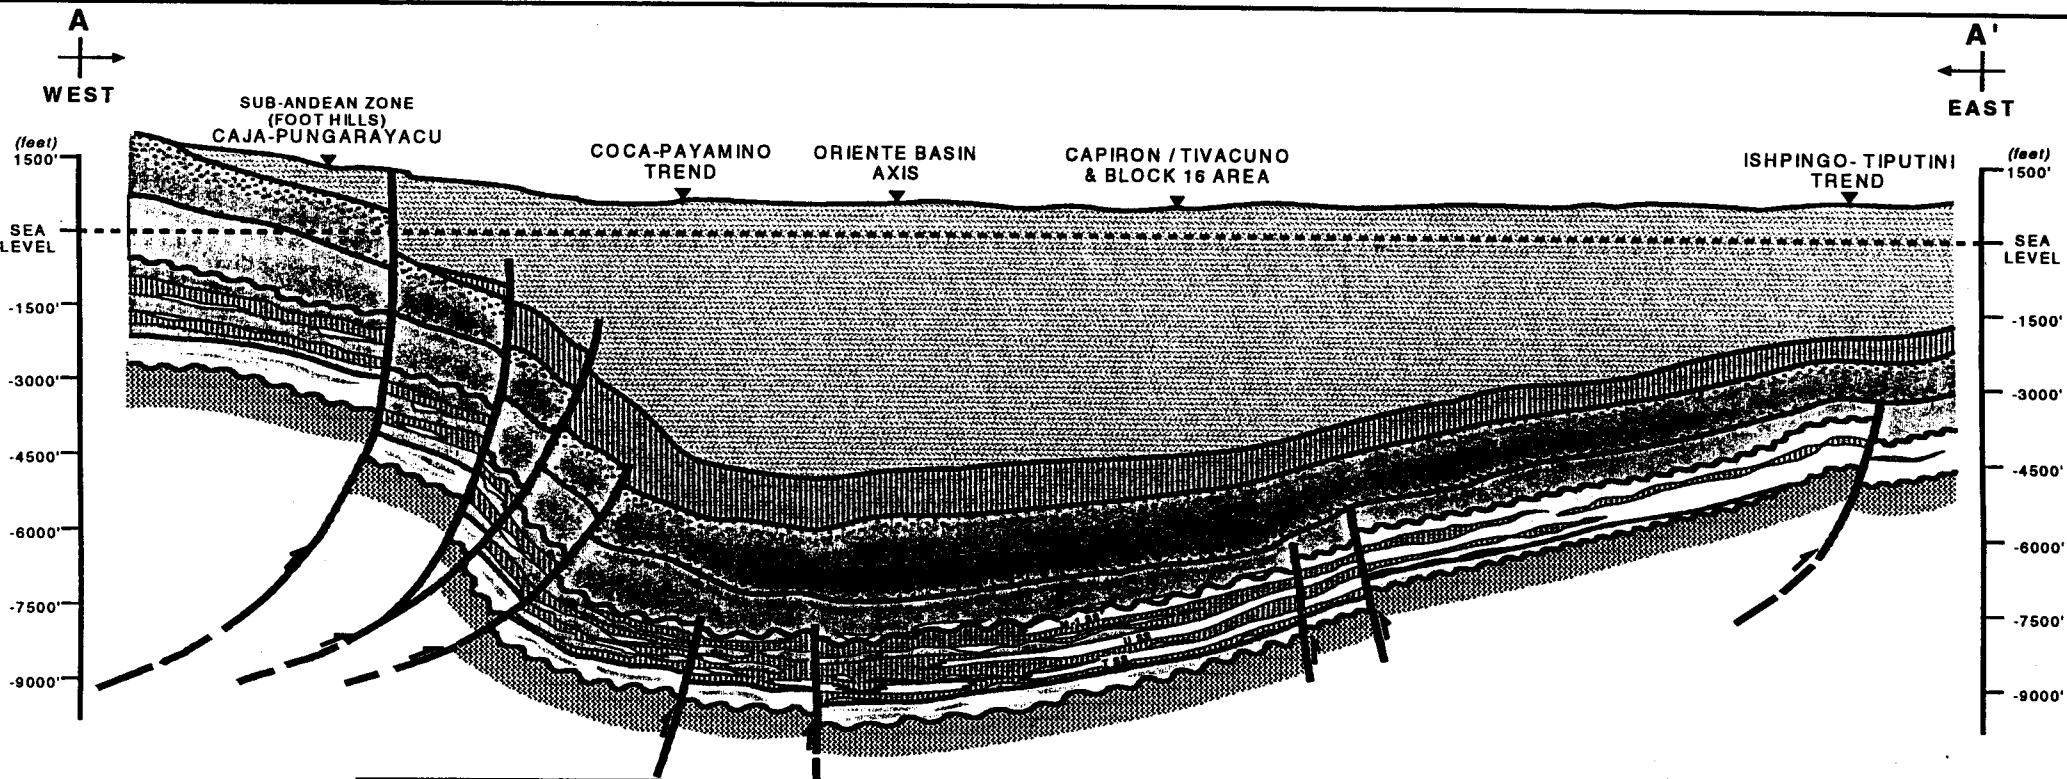 A
WEST
A'
EAST
SUB-ANDEAN ZONE
(FOOT HILLS)
CAJA-PUNGARAYACU
COCA-PAYAMINO
TREND
ORIENTE BASIN
AXIS
CAPIRON / TIVACUNO
& BLOCK 16 AREA
ISHPINGO-TIPUTINI
TREND
(feet)
1500'
SEA
LEVEL
-1500'
-3000'
-4500'
-6000'
-7500'
-9000'
(feet)
1500'
SEA
LEVEL
-1500'
-3000'
-4500'
-6000'
-7500'
-9000'